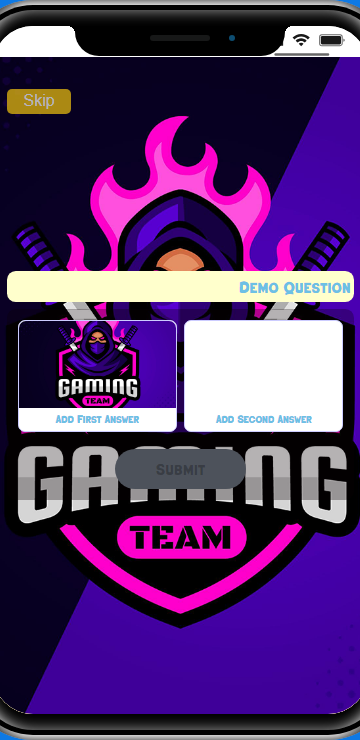 Skip
Demo Question
GAMING
TEAM
Add First Answer
Add Second Answer
GAMING
Submit
TEAM